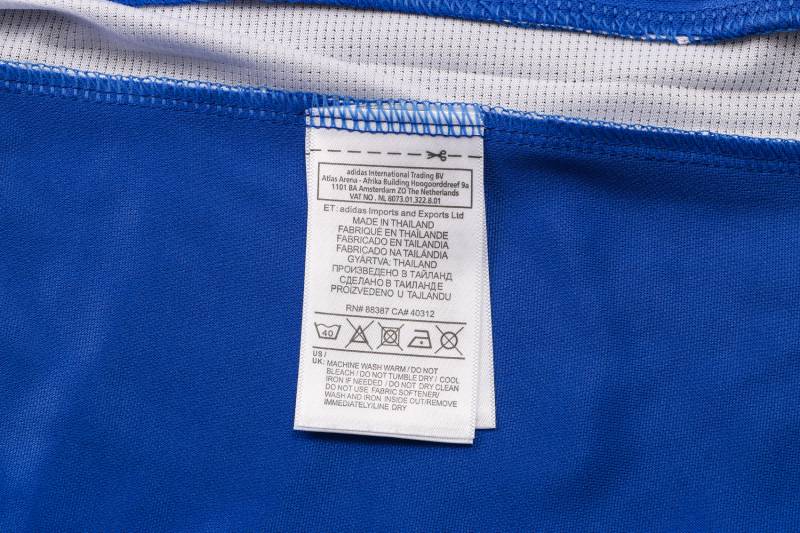 adidas International Trading BV
Atlas Arena - Afrika Building Hoogoorddreef 9a
1101 BA Amsterdam ZO The Netherlands
VAT NO . NL 8073.01.322.8.01
ET: adidas Imports and Exports Ltd
MADE IN THAILAND
FABRIQUÉ EN THAÏLANDE
FABRICADO EN TAILANDIA
FABRICADO NA TAILÂNDIA
GYÁRTVA: THAILAND
ПРОИЗВЕДЕНО В ТАЙЛАНД
СДЕЛАНО В ТАИЛАНДЕ
PROIZVEDENO U TAJLANDU
RN# 88387 CA# 40312
40
US/
UK: MACHINE WASH WARM / DO NOT
BLEACH / DO NOT TUMBLE DRY / COOL
IRON IF NEEDED / DO NOT DRY CLEAN
DO NOT USE FABRIC SOFTENER/
WASH AND IRON INSIDE OUT/REMOVE
IMMEDIATELY/LINE DRY